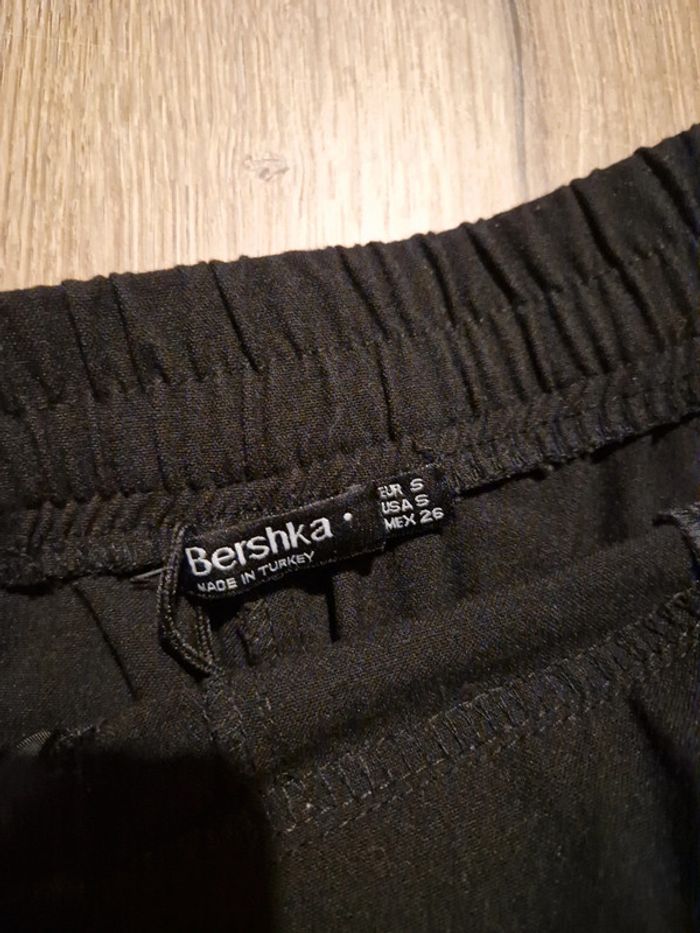 Bershka
MADE IN TURKEY
EUR S
USA S
MEX 26